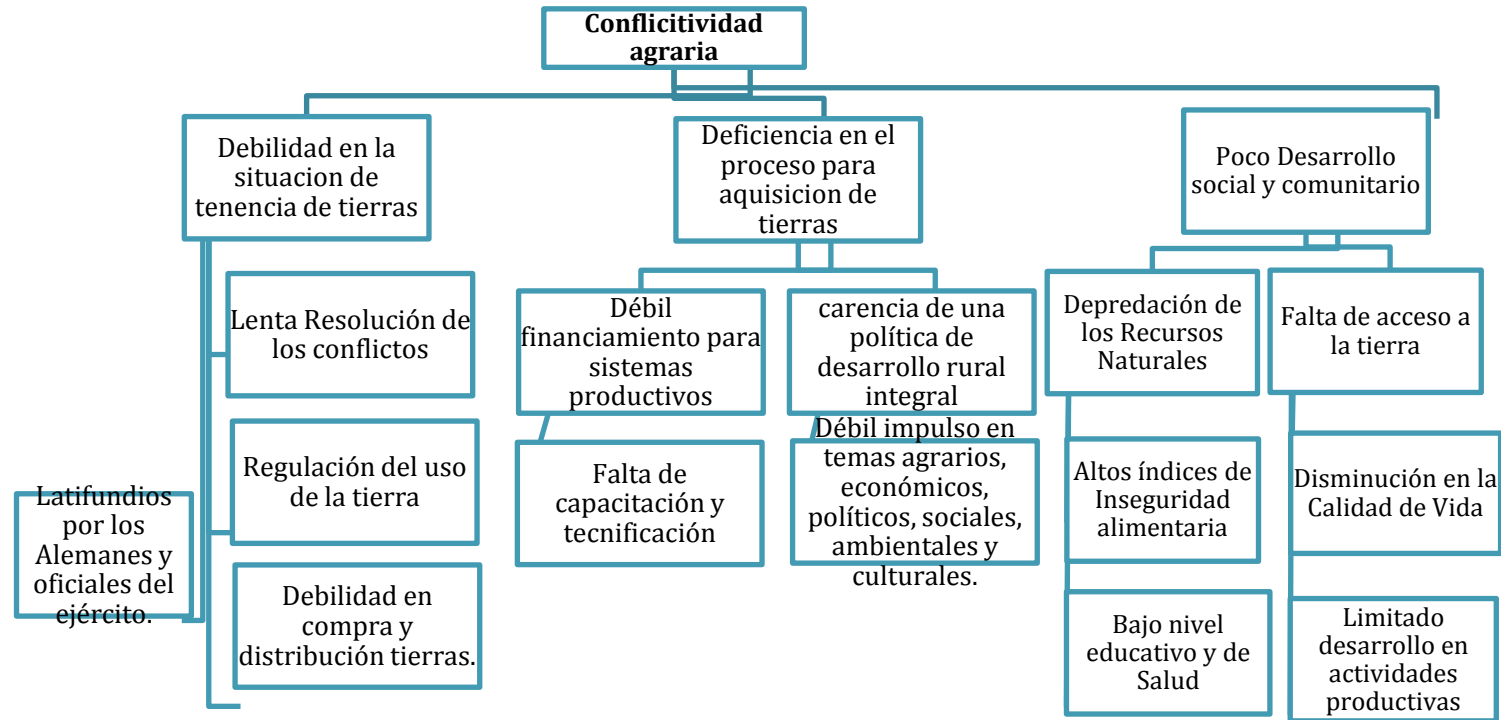 Conflicitividad
agraria
Debilidad en la
situacion de
tenencia de tierras
Lenta Resolución de
los conflictos
Regulación del uso
de la tierra
Latifundios
por los
Alemanes y
oficiales del
ejército.
Debilidad en
compra y
distribución tierras.
Deficiencia en el
proceso para
aquisicion de
tierras
Débil
financiamiento para
sistemas
productivos
Falta de
capacitación y
tecnificación
carencia de una
política de
desarrollo rural
integral
Débil impulso en
temas agrarios,
económicos,
políticos, sociales,
ambientales y
culturales.
Poco Desarrollo
social y comunitario
Depredación de
los Recursos
Naturales
Altos índices de
Inseguridad
alimentaria
Bajo nivel
educativo y de
Salud
Falta de acceso a
la tierra
Disminución en la
Calidad de Vida
Limitado
desarrollo en
actividades
productivas